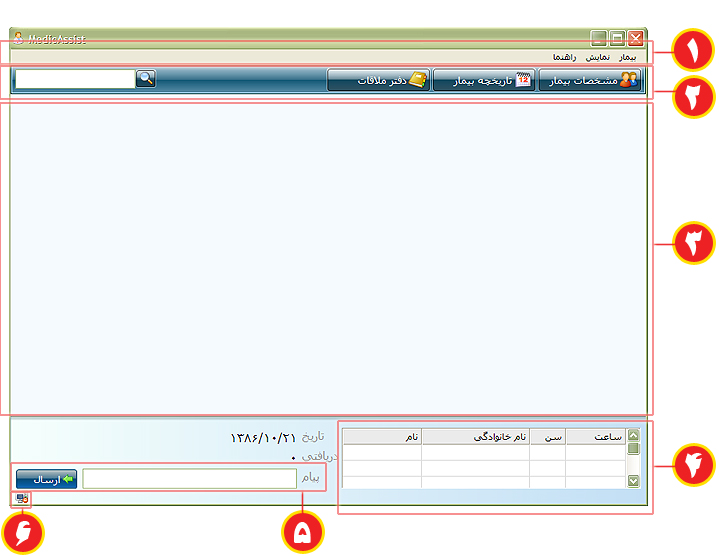 MedicAssist
بیمار نمایش راهنما
۱
مشخصات بیمار تاریخچه بیمار دفتر ملاقات
۲
۳
ساعت سن نام خانوادگی نام
۴
تاریخ ۱۳۸۶/۱۰/۲۱
دریافتی ۰
پیام ارسال
۵
۶